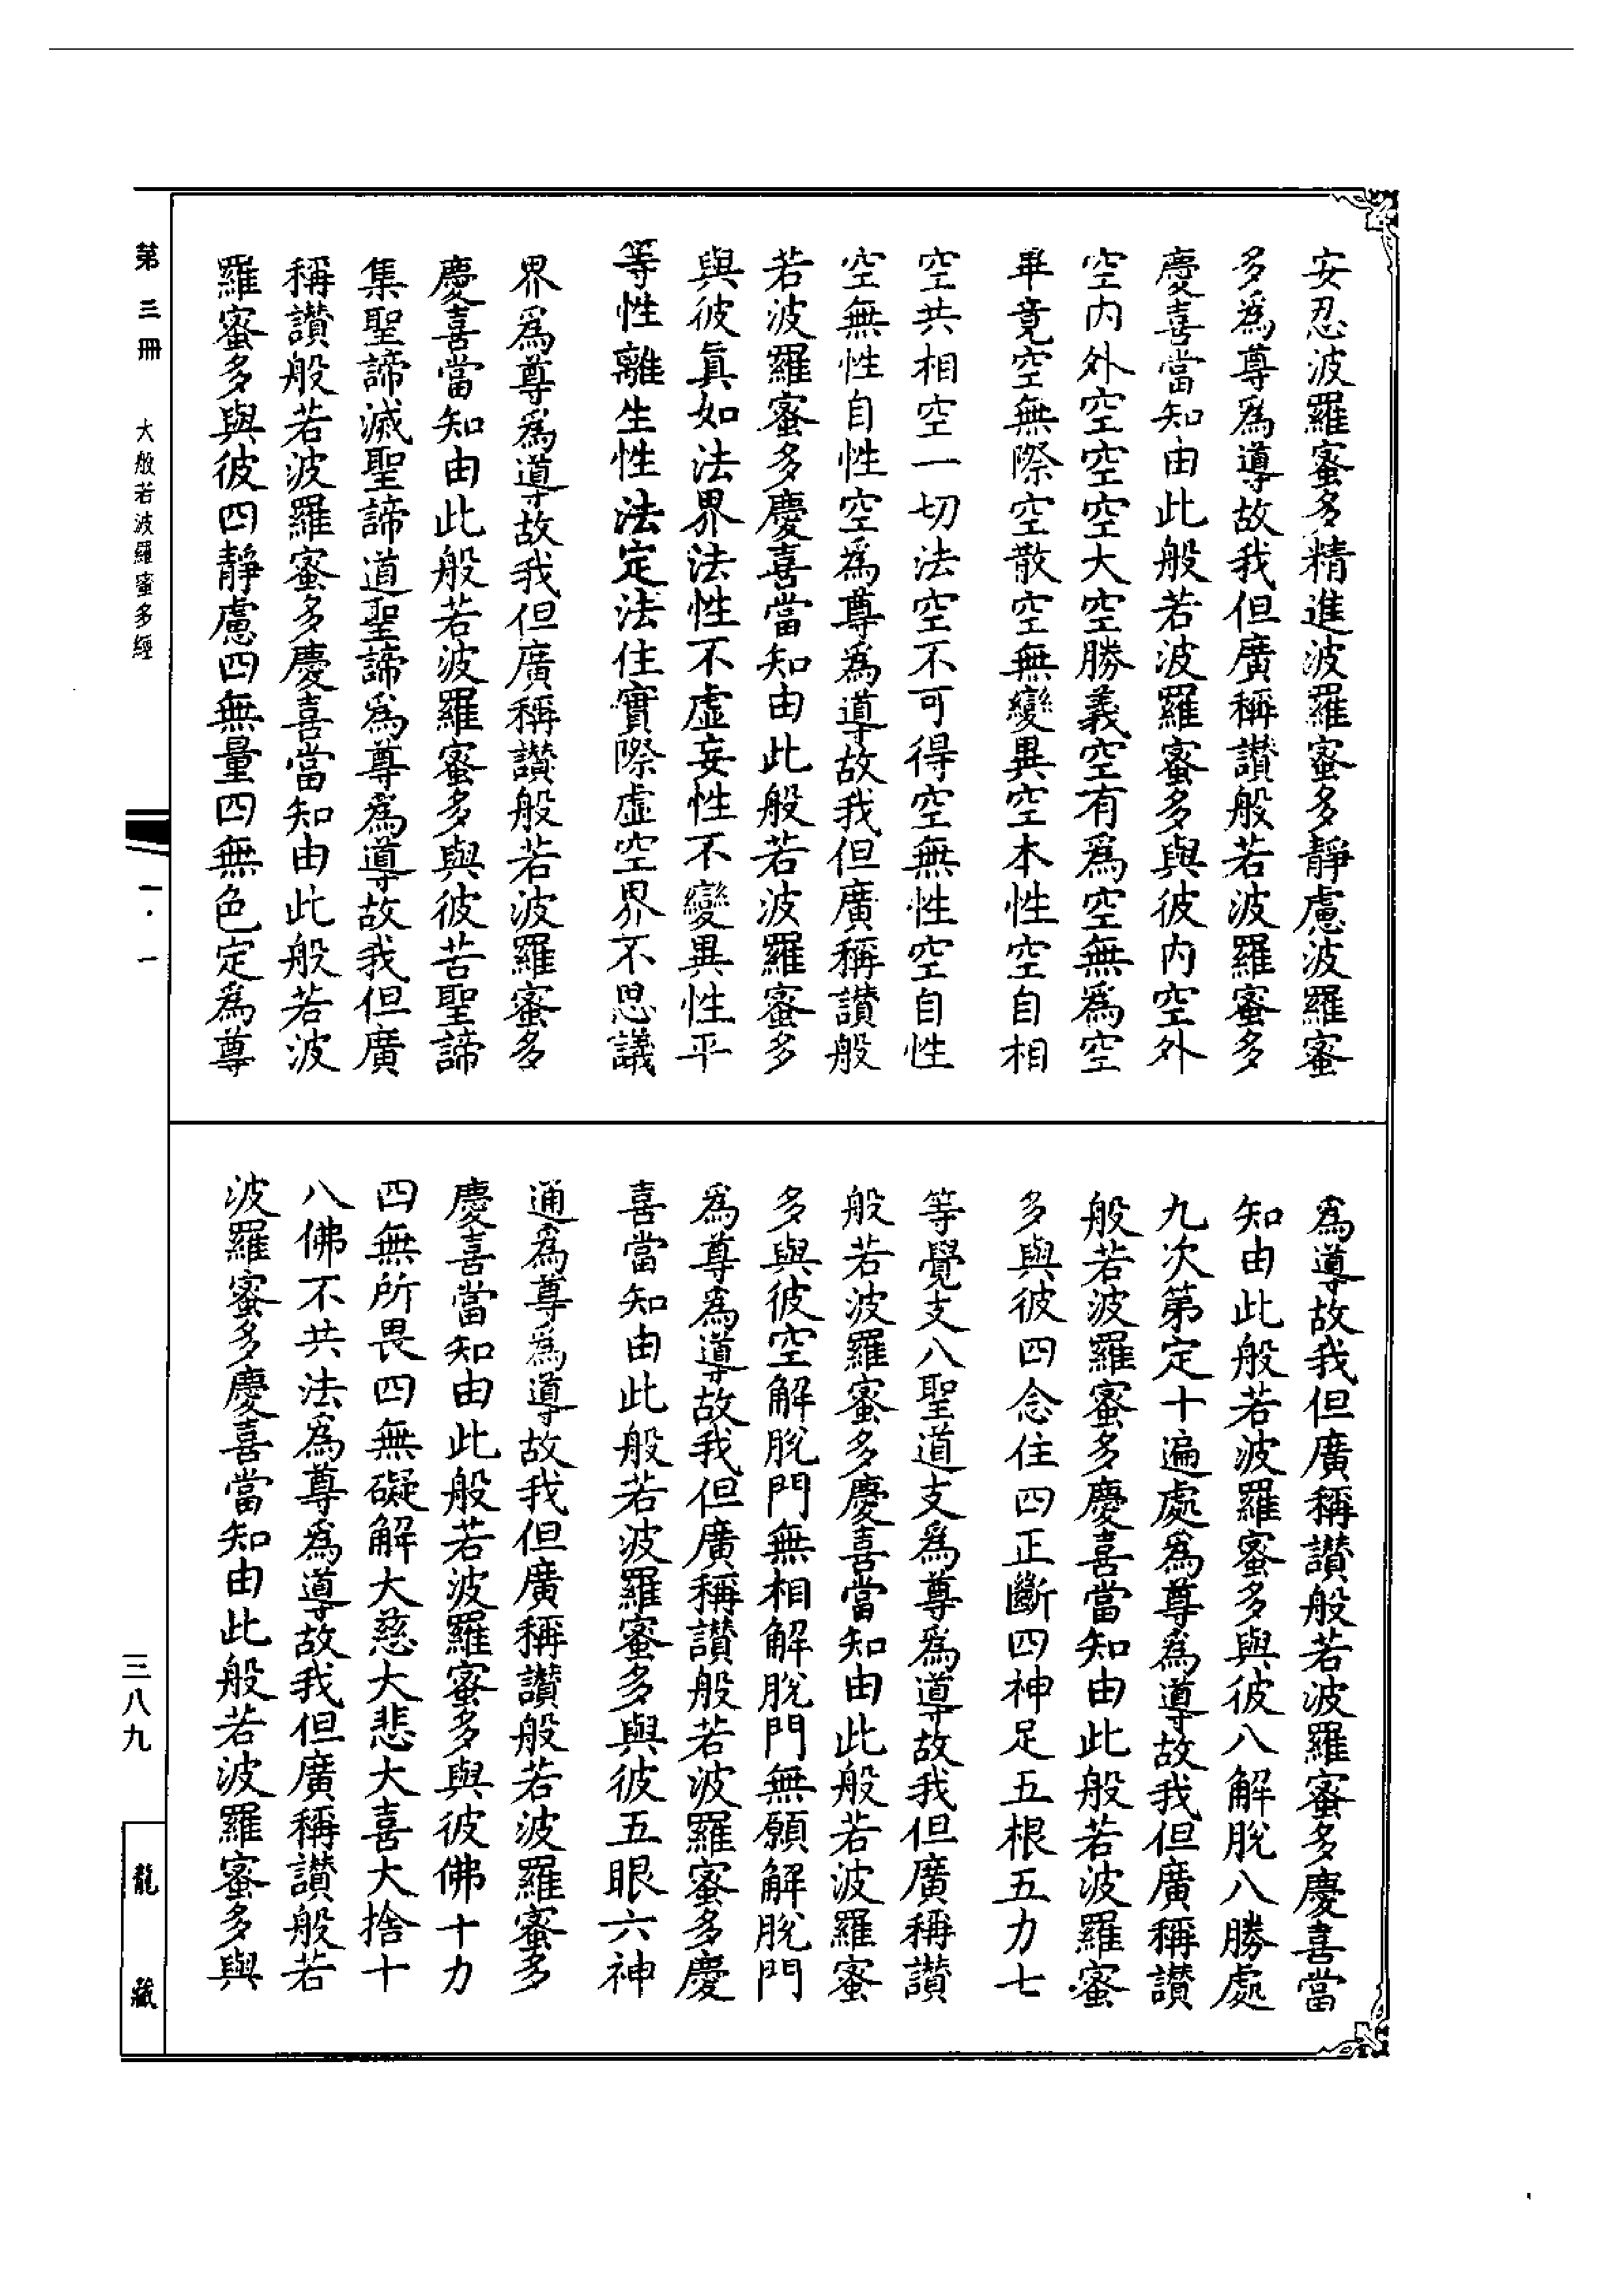 安忍波羅蜜多精進波羅蜜多靜慮波羅蜜
多爲尊爲導故我但廣稱讚般若波羅蜜多
慶喜當知由此般若波羅蜜多與彼內空外
空內外空空空大空勝義空有爲空無爲空
畢竟空無際空散空無變異空本性空自相
空共相空一切法空不可得空無性空自性
空無性自性空爲尊爲導故我但廣稱讚般
若波羅蜜多慶喜當知由此般若波羅蜜多
與彼眞如法界法性不虛妄性不變異性平
等性離生性法定法住實際虛空界不思議
界爲尊爲導故我但廣稱讚般若波羅蜜多
慶喜當知由此般若波羅蜜多與彼苦聖諦
集聖諦滅聖諦道聖諦爲尊爲導故我但廣
稱讚般若波羅蜜多慶喜當知由此般若波
羅蜜多與彼四靜慮四無量四無色定爲尊
爲導故我但廣稱讚般若波羅蜜多慶喜當
知由此般若波羅蜜多與彼八解脫八勝處
九次第定十遍處爲尊爲導故我但廣稱讚
般若波羅蜜多慶喜當知由此般若波羅蜜
多與彼四念住四正斷四神足五根五力七
等覺支八聖道支爲尊爲導故我但廣稱讚
般若波羅蜜多慶喜當知由此般若波羅蜜
多與彼空解脫門無相解脫門無願解脫門
爲尊爲導故我但廣稱讚般若波羅蜜多慶
喜當知由此般若波羅蜜多與彼五眼六神
通爲尊爲導故我但廣稱讚般若波羅蜜多
慶喜當知由此般若波羅蜜多與彼佛十力
四無所畏四無礙解大慈大悲大喜大捨十
八佛不共法爲尊爲導故我但廣稱讚般若
波羅蜜多慶喜當知由此般若波羅蜜多與
第三冊 大般若波羅蜜多經 一·一 三八九 龍藏